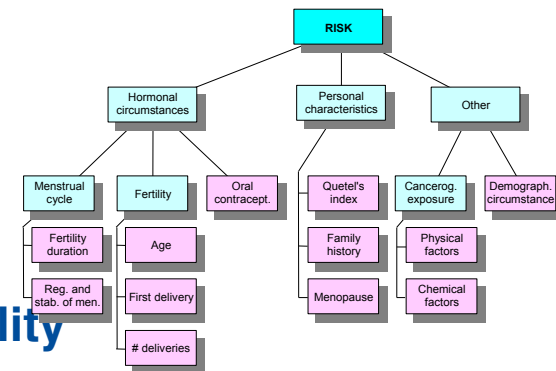 RISK
Hormonal
circumstances
Personal
characteristics
Other
Menstrual
cycle
Fertility
Oral
contracept.
Quetel's
index
Cancerog.
exposure
Demograph.
circumstance
Fertility
duration
Age
Family
history
Physical
factors
Reg. and
stab. of men.
First delivery
Menopause
Chemical
factors
lity
# deliveries